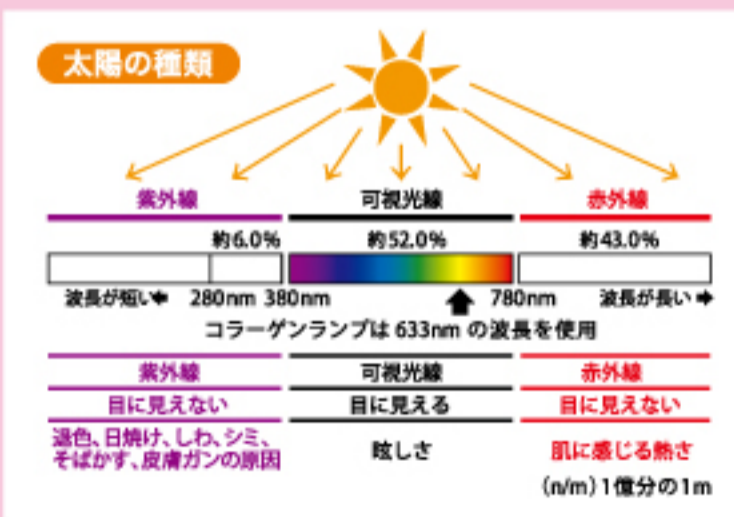 太陽の種類
紫外線 可視光線 赤外線
約6.0% 約52.0% 約43.0%
波長が短い← 280nm 380nm 780nm 波長が長い→
コラーゲンランプは633nmの波長を使用
紫外線 可視光線 赤外線
目に見えない 目に見える 目に見えない
退色、日焼け、しわ、シミ、
そばかす、皮膚ガンの原因
眩しさ
肌に感じる熱さ
(n/m)1億分の1m